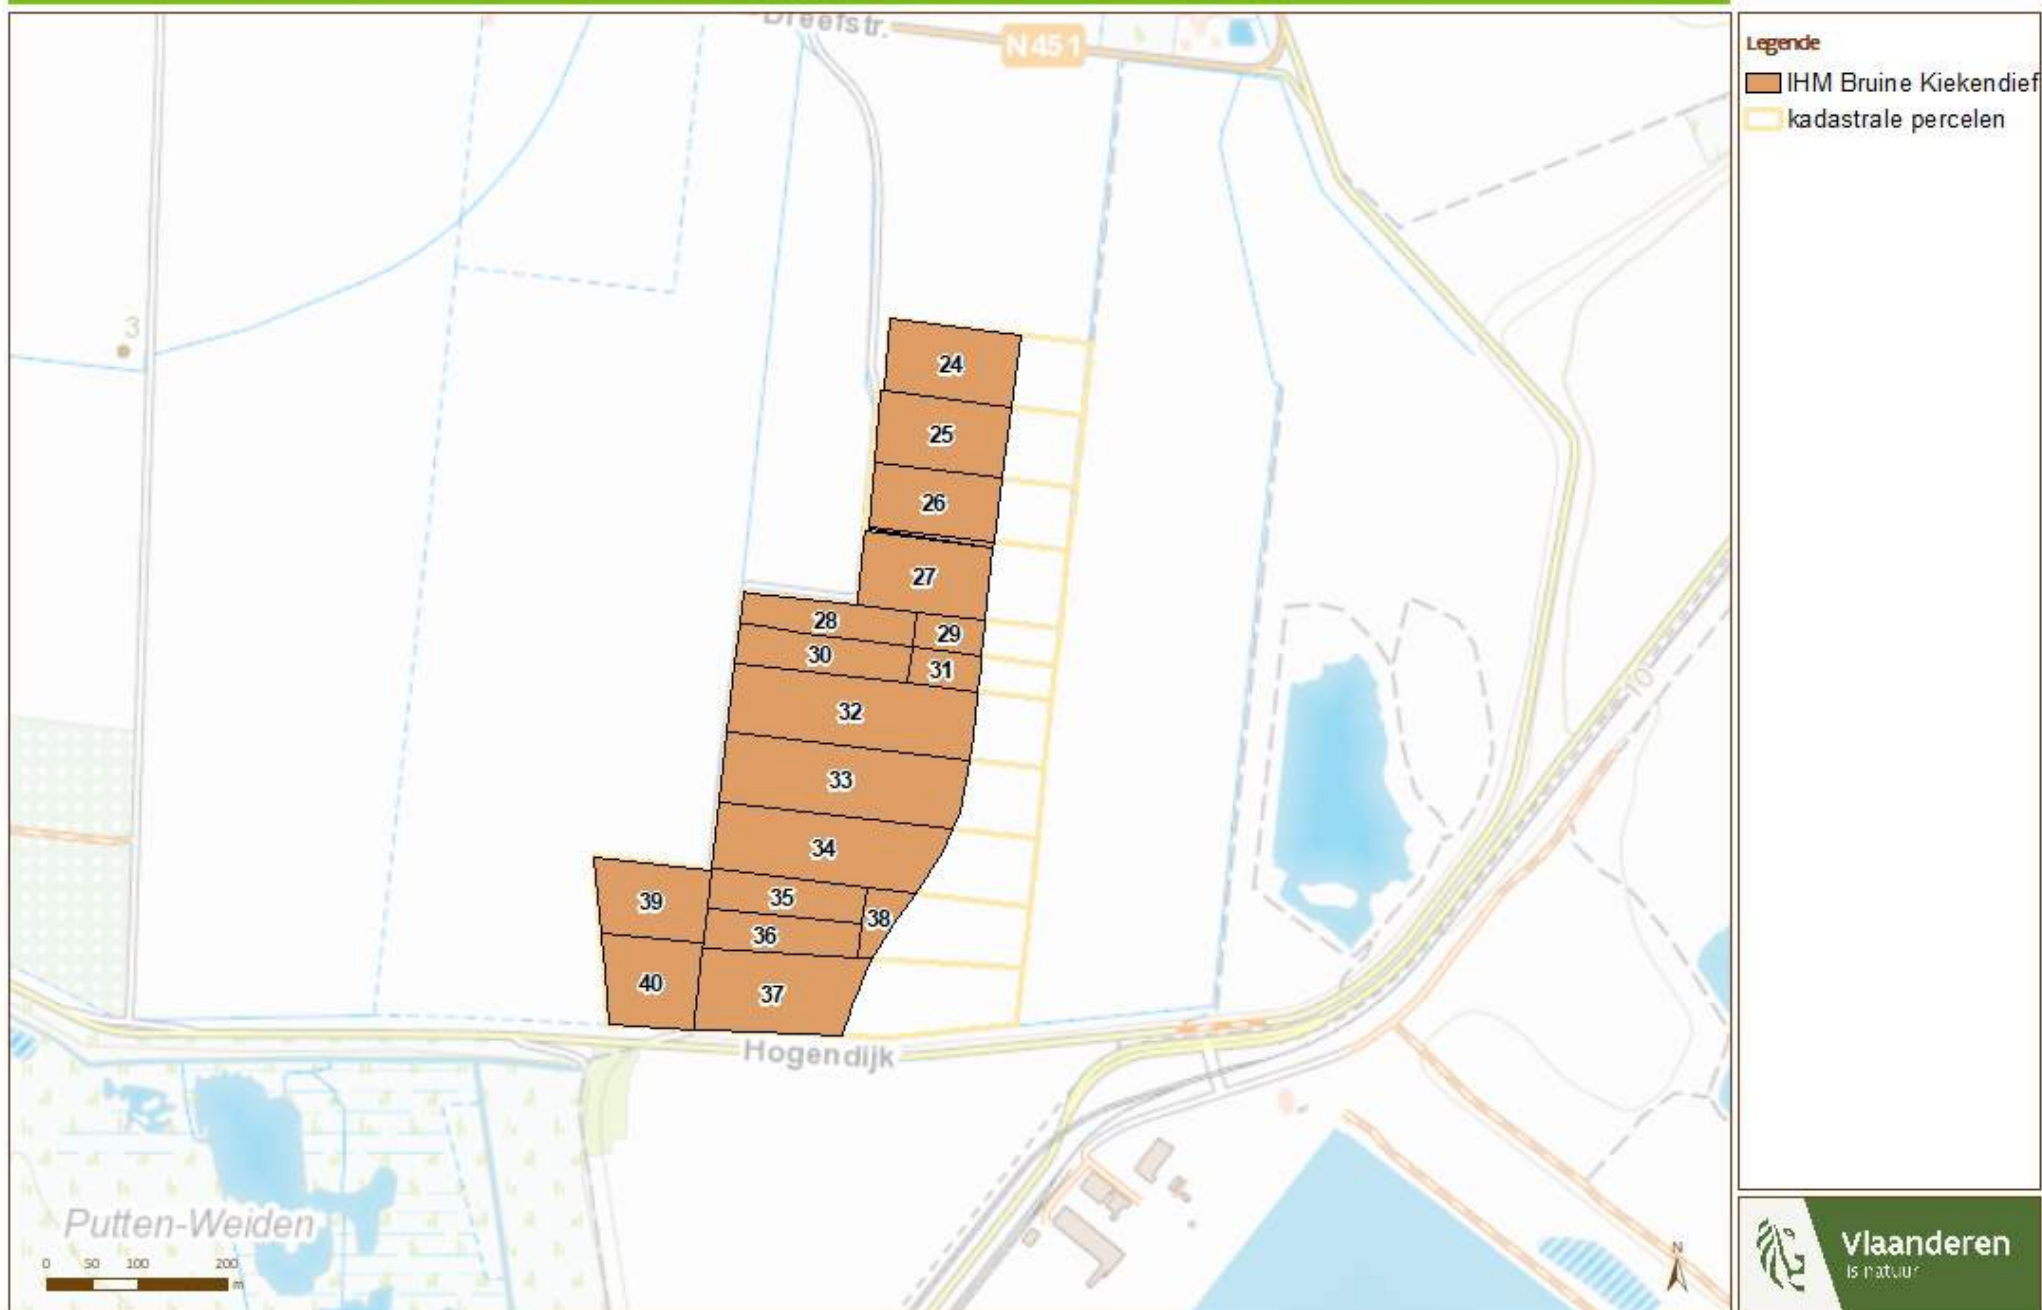 Dreefstr.
N451
Legende
IHM Bruine Kiekendief
kadastrale percelen
3
24
25
26
27
28
29
30
31
32
10
33
34
35
38
39
36
40
37
Hogendijk
Putten-Weiden
0 50 100 200
m
N
Vlaanderen
is natuur